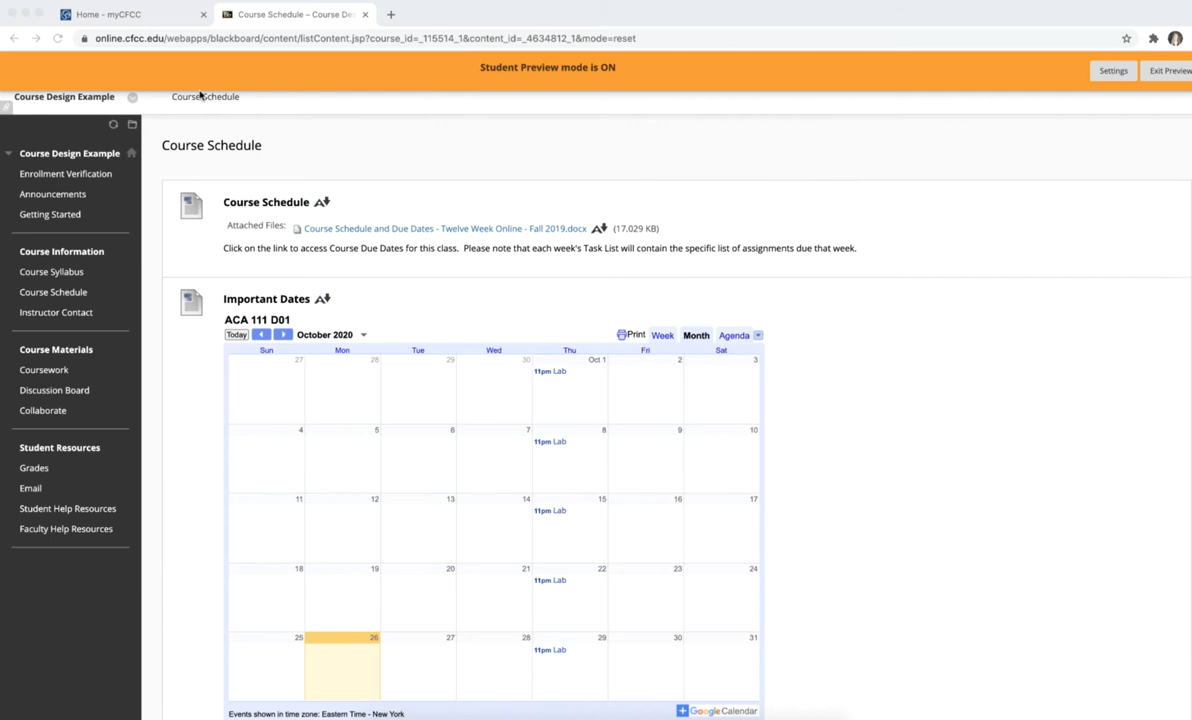 Home - myCFCC
Course Schedule – Course De
online.cfcc.edu/webapps/blackboard/content/listContent.jsp?course_id=_115514_1&content_id=_4634812_1&mode=reset
Student Preview mode is ON
Settings
Exit Preview
Course Design Example
Course Schedule
Course Design Example
Enrollment Verification
Announcements
Getting Started
Course Information
Course Syllabus
Course Schedule
Instructor Contact
Course Materials
Coursework
Discussion Board
Collaborate
Student Resources
Grades
Email
Student Help Resources
Faculty Help Resources
Course Schedule
Course Schedule
Attached Files: Course Schedule and Due Dates - Twelve Week Online - Fall 2019.docx (17.029 KB)
Click on the link to access Course Due Dates for this class. Please note that each week's Task List will contain the specific list of assignments due that week.
Important Dates
ACA 111 D01
Today October 2020 Print Week Month Agenda
Sun Mon Tue Wed Thu Fri Sat
27 28 29 30 Oct 1 2 3
11pm Lab
4 5 6 7 8 9 10
11pm Lab
11 12 13 14 15 16 17
11pm Lab
18 19 20 21 22 23 24
11pm Lab
25 26 27 28 29 30 31
11pm Lab
Events shown in time zone: Eastern Time - New York
Google Calendar